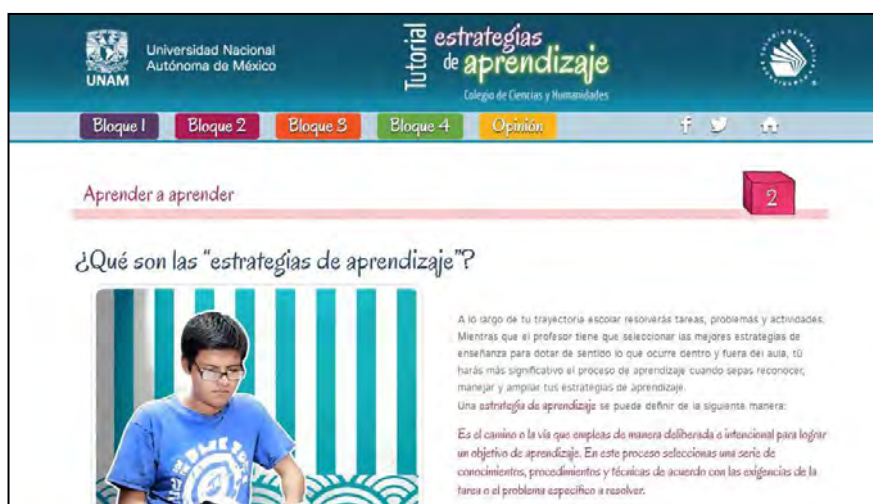 UNAM
Universidad Nacional
Autónoma de México
Tutorial
estrategias
de aprendizaje
Colegio de Ciencias y Humanidades
Bloque 1
Bloque 2
Bloque 3
Bloque 4
Opinión
Aprender a aprender
2
¿Qué son las “estrategias de aprendizaje”?
A lo largo de tu trayectoria escolar resolverás tareas, problemas y actividades.
Mientras que el profesor tiene que seleccionar las mejores estrategias de
enseñanza para dotar de sentido lo que ocurre dentro y fuera del aula, tú
harás más significativo el proceso de aprendizaje cuando sepas reconocer,
manejar y ampliar tus estrategias de aprendizaje.
Una estrategia de aprendizaje se puede definir de la siguiente manera:
Es el camino o la vía que empleas de manera deliberada o intencional para lograr
un objetivo de aprendizaje. En este proceso seleccionas una serie de
conocimientos, procedimientos y técnicas de acuerdo con las exigencias de la
tarea o el problema específico a resolver.